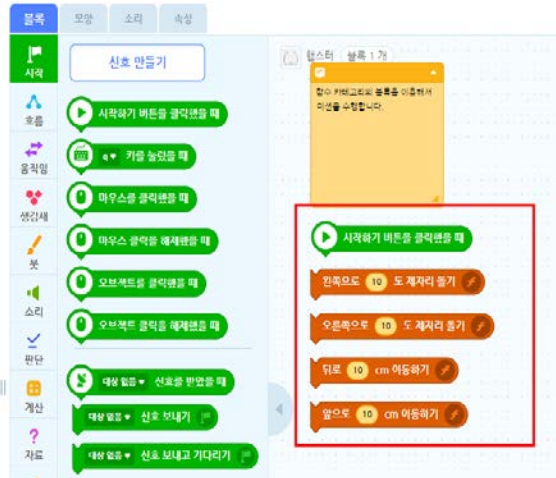 블록
모양
소리
속성
시작
흐름
움직임
생김새
붓
소리
판단
계산
자료
신호 만들기
시작하기 버튼을 클릭했을 때
q 키를 눌렀을 때
마우스를 클릭했을 때
마우스 클릭을 해제했을 때
오브젝트를 클릭했을 때
오브젝트 클릭을 해제했을 때
대상 없음 신호를 받았을 때
대상 없음 신호 보내기
대상 없음 신호 보내고 기다리기
햄스터 블록 1개
함수 카테고리의 블록을 이용해서
미션을 수행합니다.
시작하기 버튼을 클릭했을 때
왼쪽으로 10 도 제자리 돌기
오른쪽으로 10 도 제자리 돌기
뒤로 10 cm 이동하기
앞으로 10 cm 이동하기